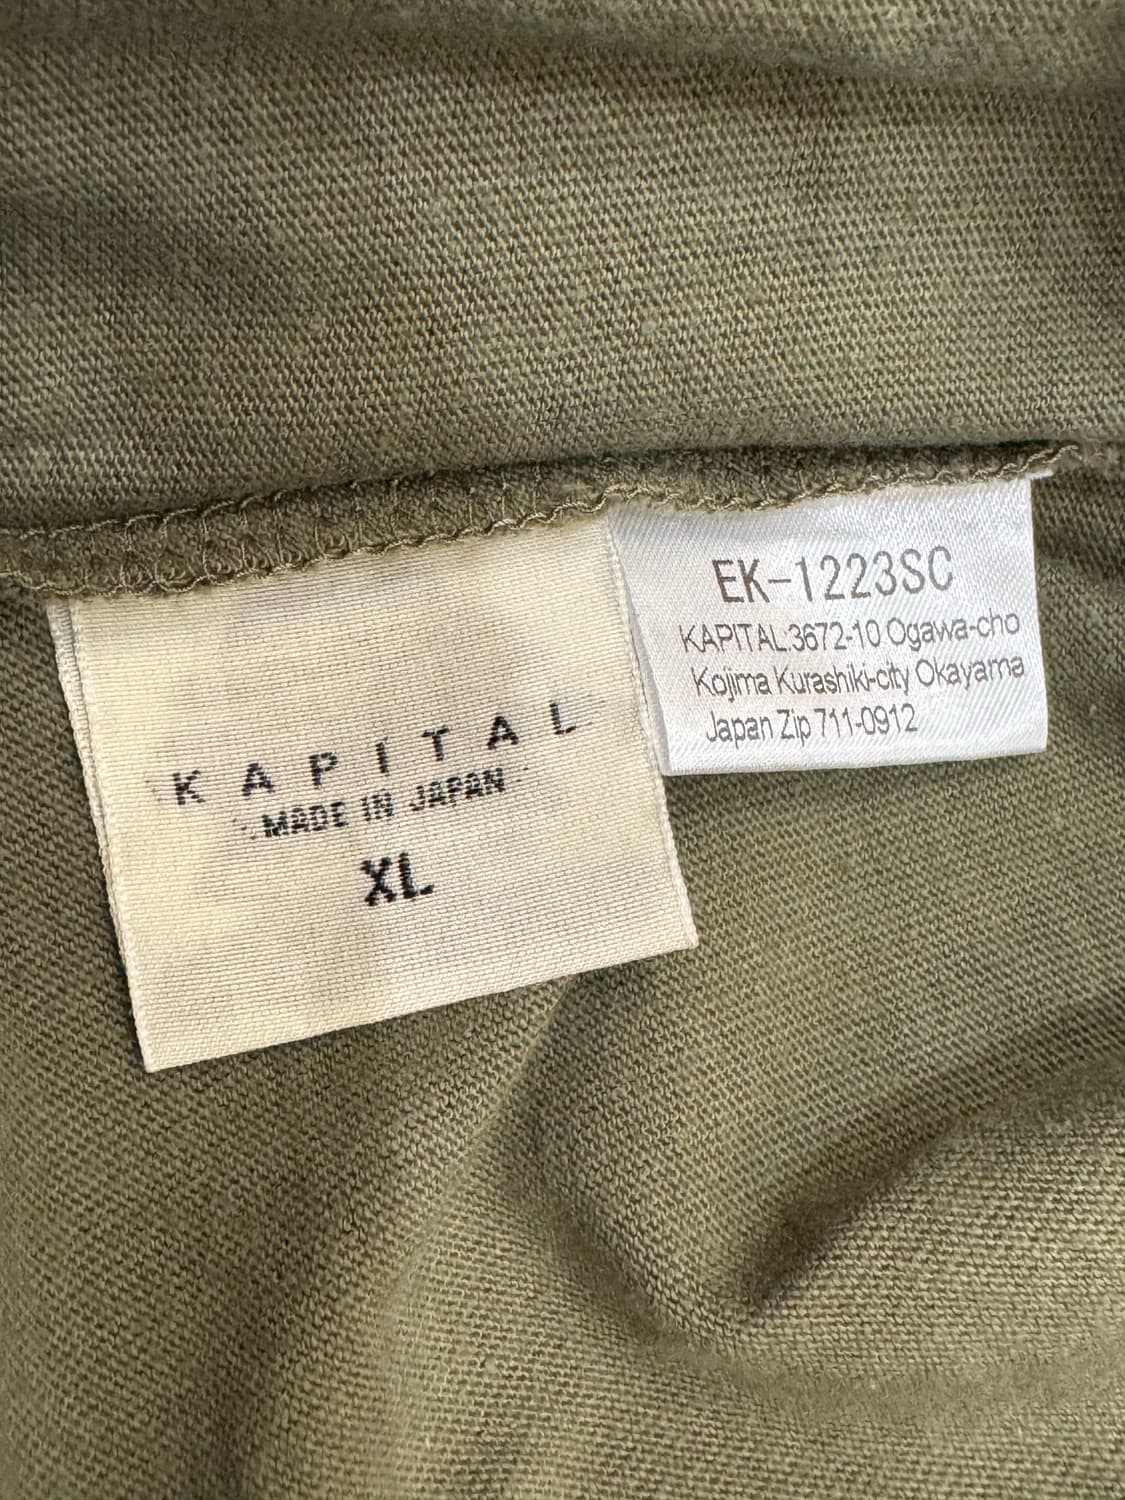 KAPITAL
MADE IN JAPAN
XL
EK-1223SC
KAPITAL:3672-10 Ogawa-cho
Kojima Kurashiki-city Okayama
Japan Zip 711-0912